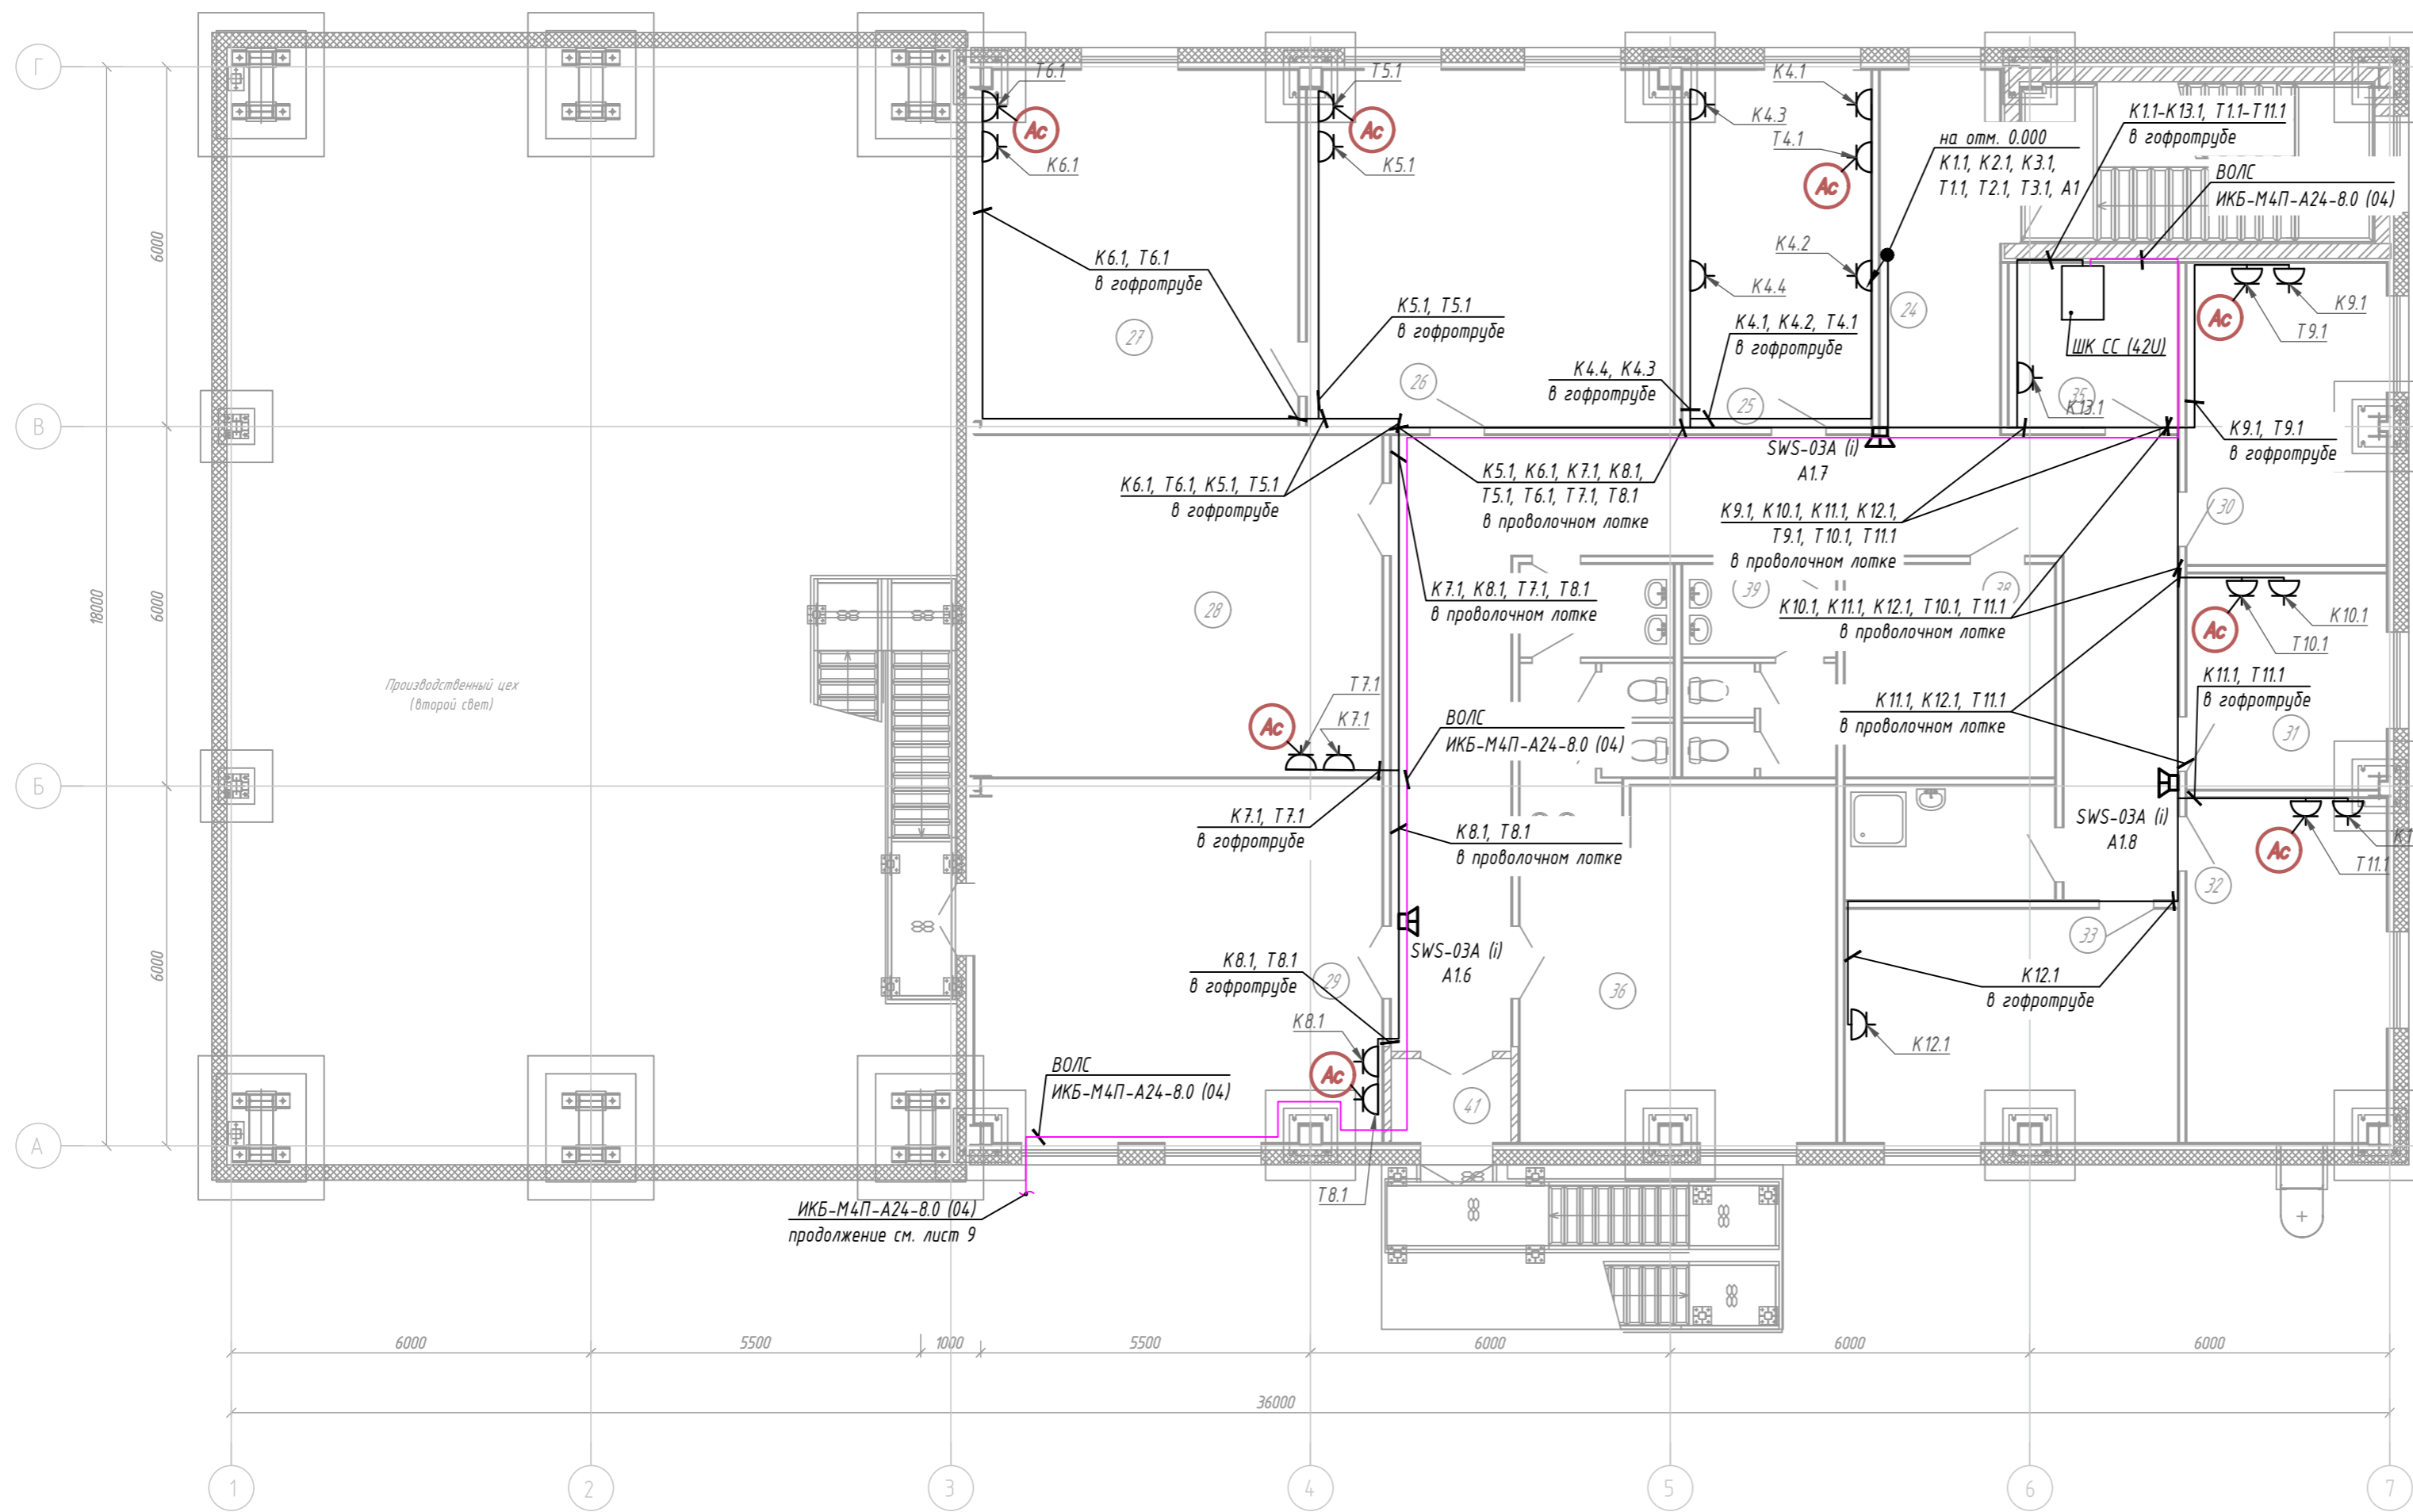 Г
В
Б
А
6000
6000
6000
18000
Производственный цех
(второй свет)
Т6.1
Ас
К6.1
К6.1, Т6.1
в гофротрубе
27
Т5.1
Ас
К5.1
К5.1, Т5.1
в гофротрубе
26
К4.3
К4.4
К4.1
Т4.1
Ас
К4.2
К4.1, К4.2, Т4.1
в гофротрубе
К4.4, К4.3
в гофротрубе
25
на отм. 0.000
К1.1, К2.1, К3.1,
Т1.1, Т2.1, Т3.1, А1
24
К1.1-К13.1, Т1.1-Т11.1
в гофротрубе
ВОЛС
ИКБ-М4П-А24-8.0 (04)
ШК СС (42U)
35
К13.1
Ас
К9.1
Т9.1
К9.1, Т9.1
в гофротрубе
30
SWS-03A (i)
А1.7
К6.1, Т6.1, К5.1, Т5.1
в гофротрубе
К5.1, К6.1, К7.1, К8.1,
Т5.1, Т6.1, Т7.1, Т8.1
в проволочном лотке
К9.1, К10.1, К11.1, К12.1,
Т9.1, Т10.1, Т11.1
в проволочном лотке
28
К7.1, К8.1, Т7.1, Т8.1
в проволочном лотке
39
38
К10.1, К11.1, К12.1, Т10.1, Т11.1
в проволочном лотке
Ас
К10.1
Т10.1
Т7.1
К7.1
Ас
ВОЛС
ИКБ-М4П-А24-8.0 (04)
К11.1, К12.1, Т11.1
в проволочном лотке
К11.1, Т11.1
в гофротрубе
31
К7.1, Т7.1
в гофротрубе
К8.1, Т8.1
в проволочном лотке
SWS-03A (i)
А1.8
Ас
Т11.1
32
33
SWS-03A (i)
А1.6
К8.1, Т8.1
в гофротрубе
29
36
К12.1
в гофротрубе
К8.1
К12.1
Ас
41
ВОЛС
ИКБ-М4П-А24-8.0 (04)
Т8.1
ИКБ-М4П-А24-8.0 (04)
продолжение см. лист 9
6000
5500
1000
5500
6000
6000
6000
36000
1
2
3
4
5
6
7